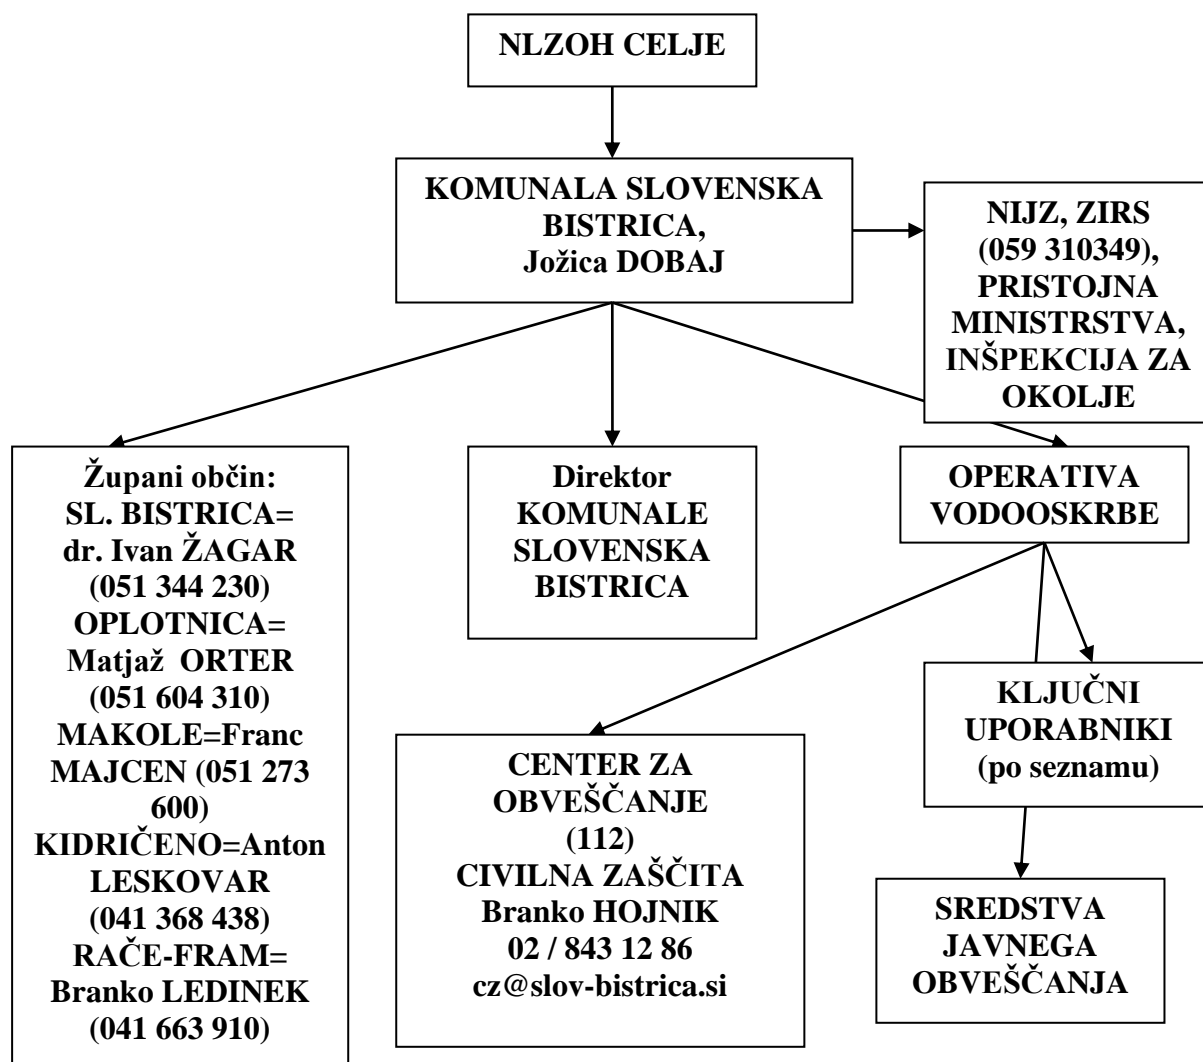 NLZOH CELJE
KOMUNALA SLOVENSKA
BISTRICA,
Jožica DOBAJ
NIJZ, ZIRS
(059 310349),
PRISTOJNA
MINISTRSTVA,
INŠPEKCIJA ZA
OKOLJE
Župani občin:
SL. BISTRICA=
dr. Ivan ŽAGAR
(051 344 230)
OPLOTNICA=
Matjaž ORTER
(051 604 310)
MAKOLE=Franc
MAJCEN (051 273
600)
KIDRIČENO=Anton
LESKOVAR
(041 368 438)
RAČE-FRAM=
Branko LEDINEK
(041 663 910)
Direktor
KOMUNALE
SLOVENSKA
BISTRICA
OPERATIVA
VODOOSKRBE
CENTER ZA
OBVEŠČANJE
(112)
CIVILNA ZAŠČITA
Branko HOJNIK
02 / 843 12 86
cz@slov-bistrica.si
KLJUČNI
UPORABNIKI
(po seznamu)
SREDSTVA
JAVNEGA
OBVEŠČANJA